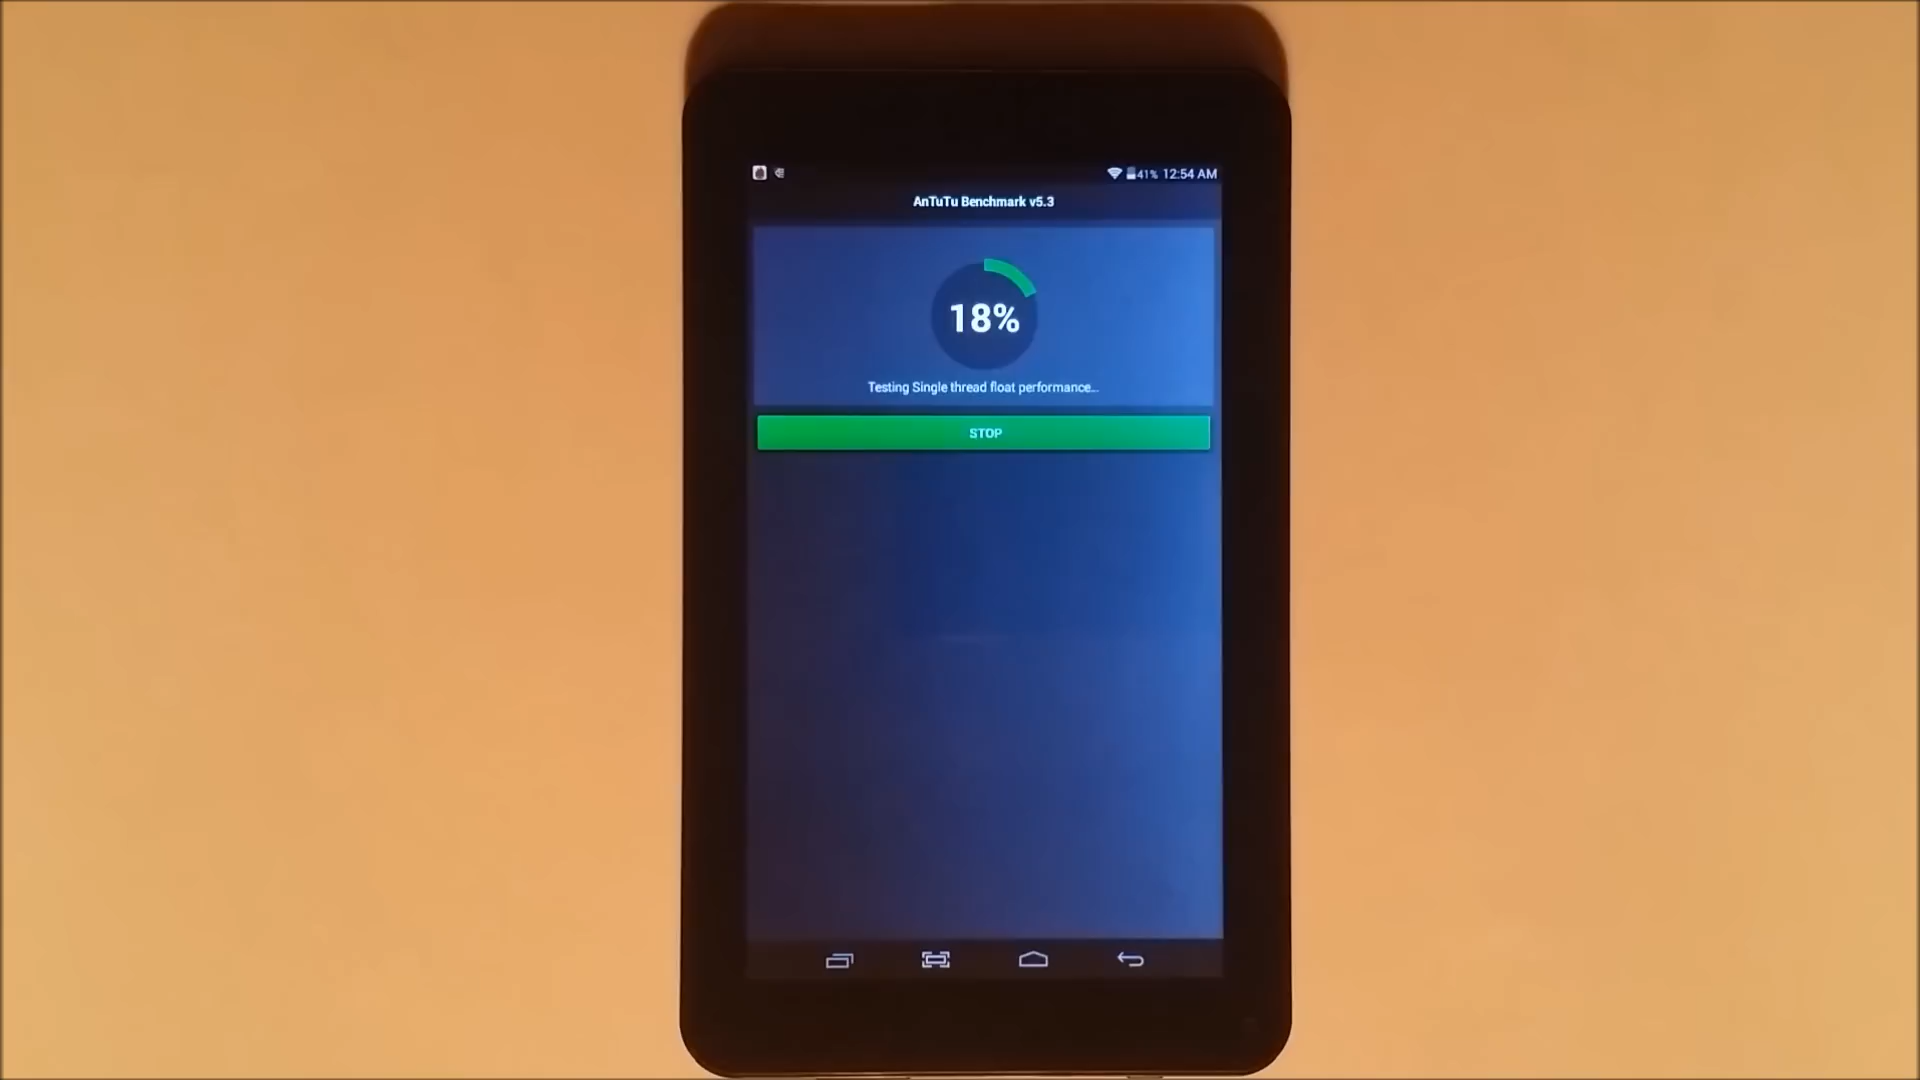 41% 12:54 AM
AnTuTu Benchmark v5.3
18%
Testing Single thread float performance...
STOP